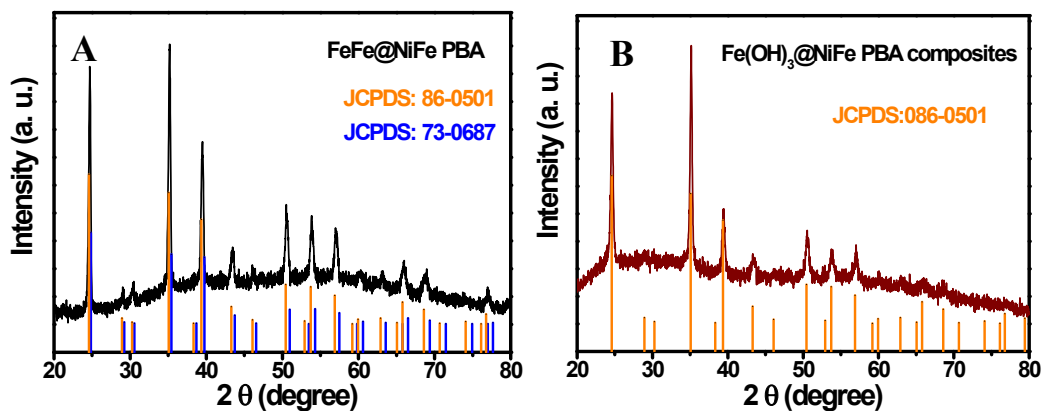 A
FeFe@NiFe PBA
JCPDS: 86-0501
JCPDS: 73-0687
Intensity (a. u.)
20 30 40 50 60 70 80
2 θ (degree)
B
Fe(OH)₃@NiFe PBA composites
JCPDS:086-0501
Intensity (a. u.)
20 30 40 50 60 70 80
2 θ (degree)